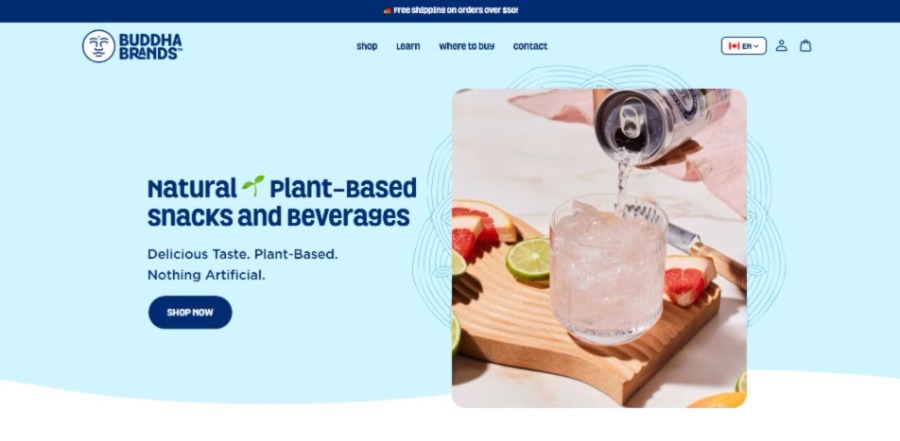 Free shipping on orders over $50!
BUDDHA
BRANDS™
shop
Learn
where to buy
contact
EN
Natural Plant-Based
snacks and Beverages
Delicious Taste. Plant-Based.
Nothing Artificial.
SHOP NOW